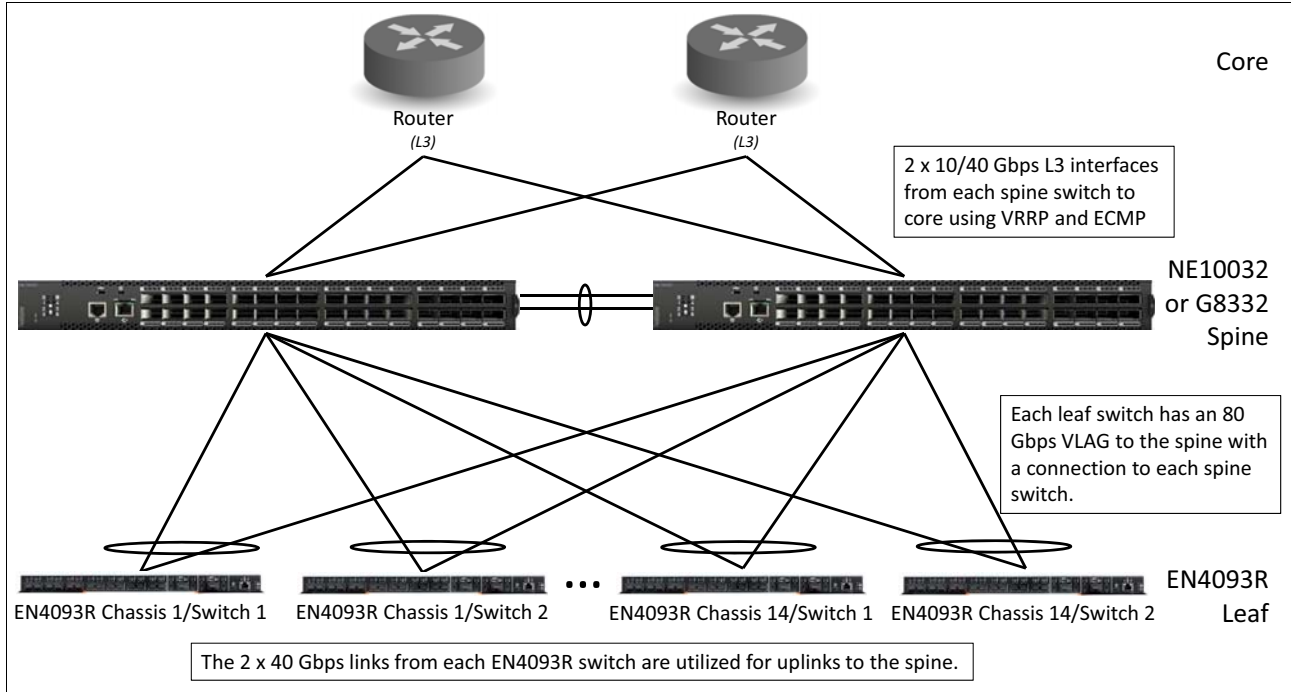 Core
Router
(L3)
Router
(L3)
2 x 10/40 Gbps L3 interfaces
from each spine switch to
core using VRRP and ECMP
NE10032
or G8332
Spine
Each leaf switch has an 80
Gbps VLAG to the spine with
a connection to each spine
switch.
...
EN4093R
Leaf
EN4093R Chassis 1/Switch 1
EN4093R Chassis 1/Switch 2
EN4093R Chassis 14/Switch 1
EN4093R Chassis 14/Switch 2
The 2 x 40 Gbps links from each EN4093R switch are utilized for uplinks to the spine.